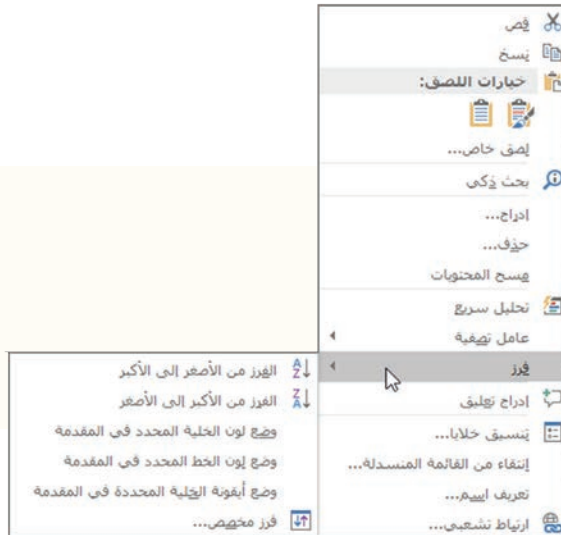 قص
نسخ
خيارات اللصق:
لصق خاص...
بحث ذكي
إدراج...
حذف...
مسح المحتويات
تحليل سريع
عامل تصفية
فرز
إدراج تعليق
تنسيق خلايا...
إنتقاء من القائمة المنسدلة...
تعريف اسم...
ارتباط تشعبي...
الفرز من الأصغر إلى الأكبر
الفرز من الأكبر إلى الأصغر
وضع لون الخلية المحدد في المقدمة
وضع لون الخط المحدد في المقدمة
وضع أيقونة الخلية المحددة في المقدمة
فرز مخصص...